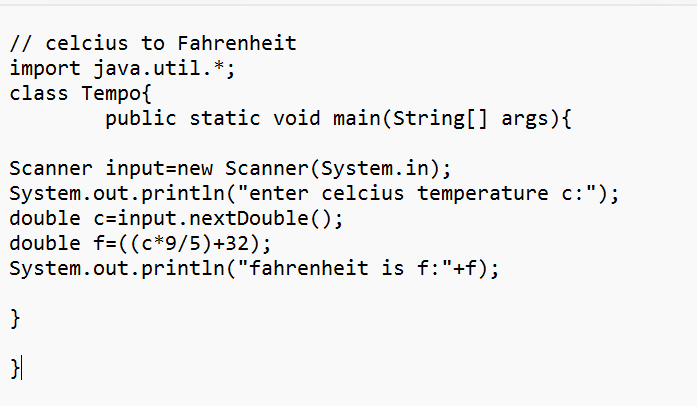 // celcius to Fahrenheit
import java.util.*;
class Tempo{
        public static void main(String[] args){
Scanner input=new Scanner(System.in);
System.out.println("enter celcius temperature c:");
double c=input.nextDouble();
double f=((c*9/5)+32);
System.out.println("fahrenheit is f:"+f);
}
}